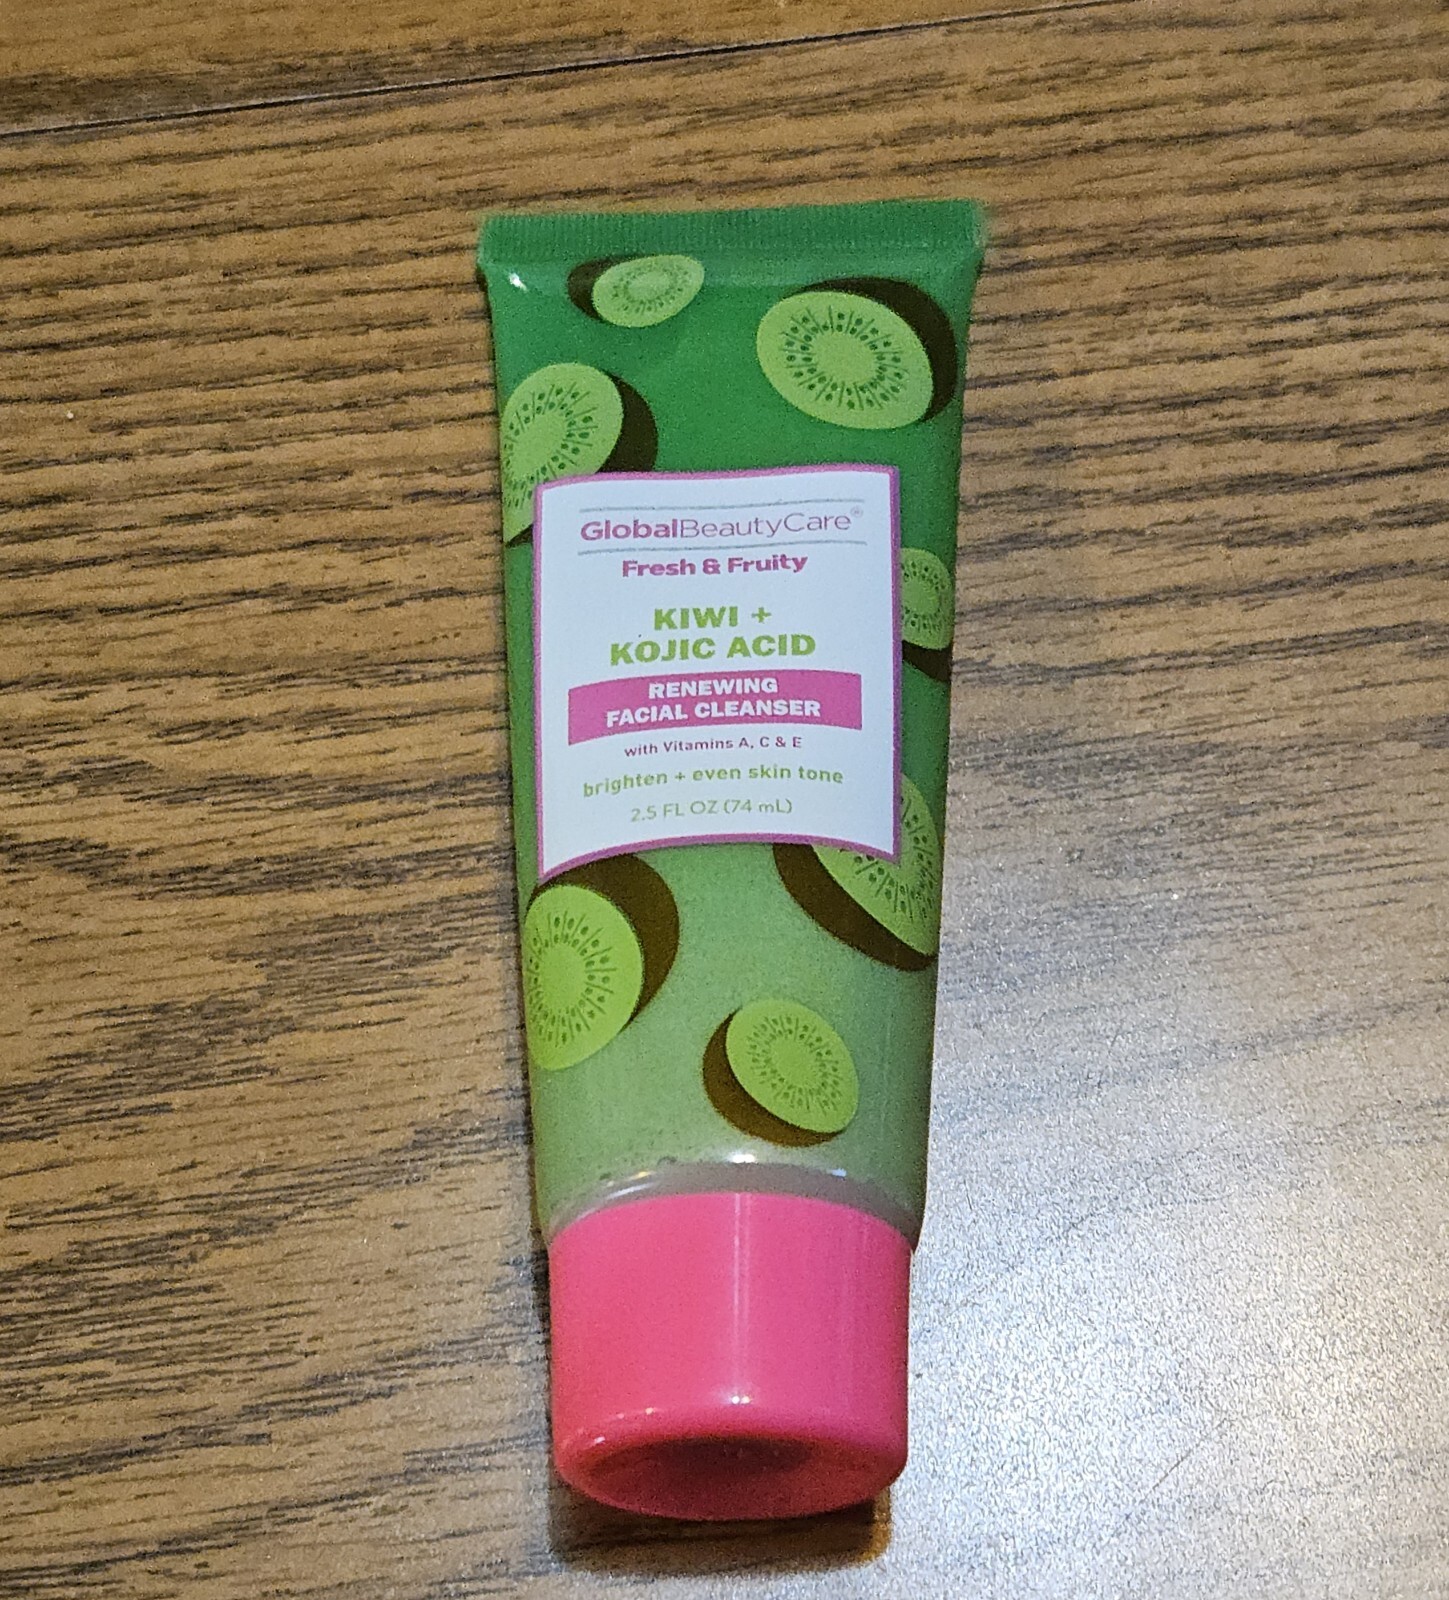 GlobalBeautyCare®
Fresh & Fruity
KIWI +
KOJIC ACID
RENEWING
FACIAL CLEANSER
with Vitamins A, C & E
brighten + even skin tone
2.5 FL OZ (74 mL)